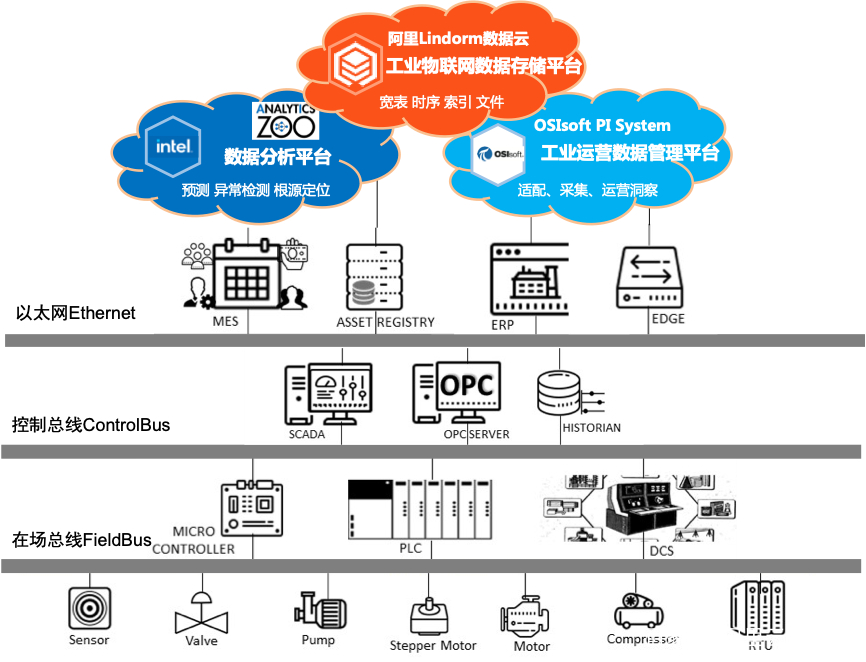 阿里Lindorm数据云
工业物联网数据存储平台
宽表 时序 索引 文件
ANALYTICS
ZOO
intel
数据分析平台
预测 异常检测 根源定位
OSIsoft PI System
OSIsoft.
工业运营数据管理平台
适配、采集、运营洞察
以太网Ethernet
MES
ASSET REGISTRY
ERP
EDGE
控制总线ControlBus
SCADA
OPC
OPC SERVER
HISTORIAN
在场总线FieldBus
MICRO
CONTROLLER
PLC
DCS
Sensor
Valve
Pump
Stepper Motor
Motor
Compressor
RTU